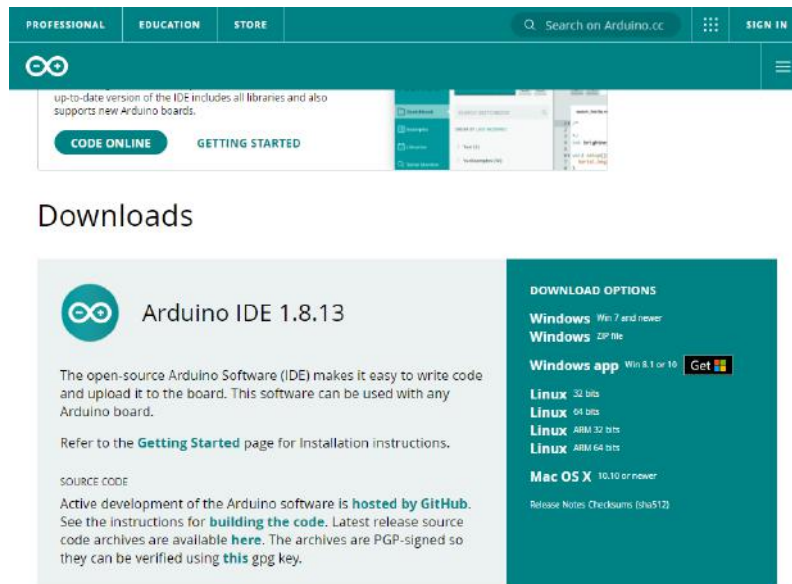 PROFESSIONAL EDUCATION STORE Search on Arduino.cc SIGN IN
up-to-date version of the IDE includes all libraries and also
supports new Arduino boards.
CODE ONLINE GETTING STARTED
Downloads
Arduino IDE 1.8.13
The open-source Arduino Software (IDE) makes it easy to write code
and upload it to the board. This software can be used with any
Arduino board.
Refer to the Getting Started page for Installation instructions.
SOURCE CODE
Active development of the Arduino software is hosted by GitHub.
See the instructions for building the code. Latest release source
code archives are available here. The archives are PGP-signed so
they can be verified using this gpg key.
DOWNLOAD OPTIONS
Windows Win 7 and newer
Windows ZIP file
Windows app Win 8.1 or 10 Get
Linux 32 bits
Linux 64 bits
Linux ARM 32 bits
Linux ARM 64 bits
Mac OS X 10.10 or newer
Release Notes Checksums (sha512)